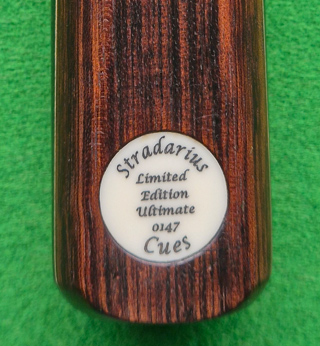 Stradarius
Limited
Edition
Ultimate
0147
Cues